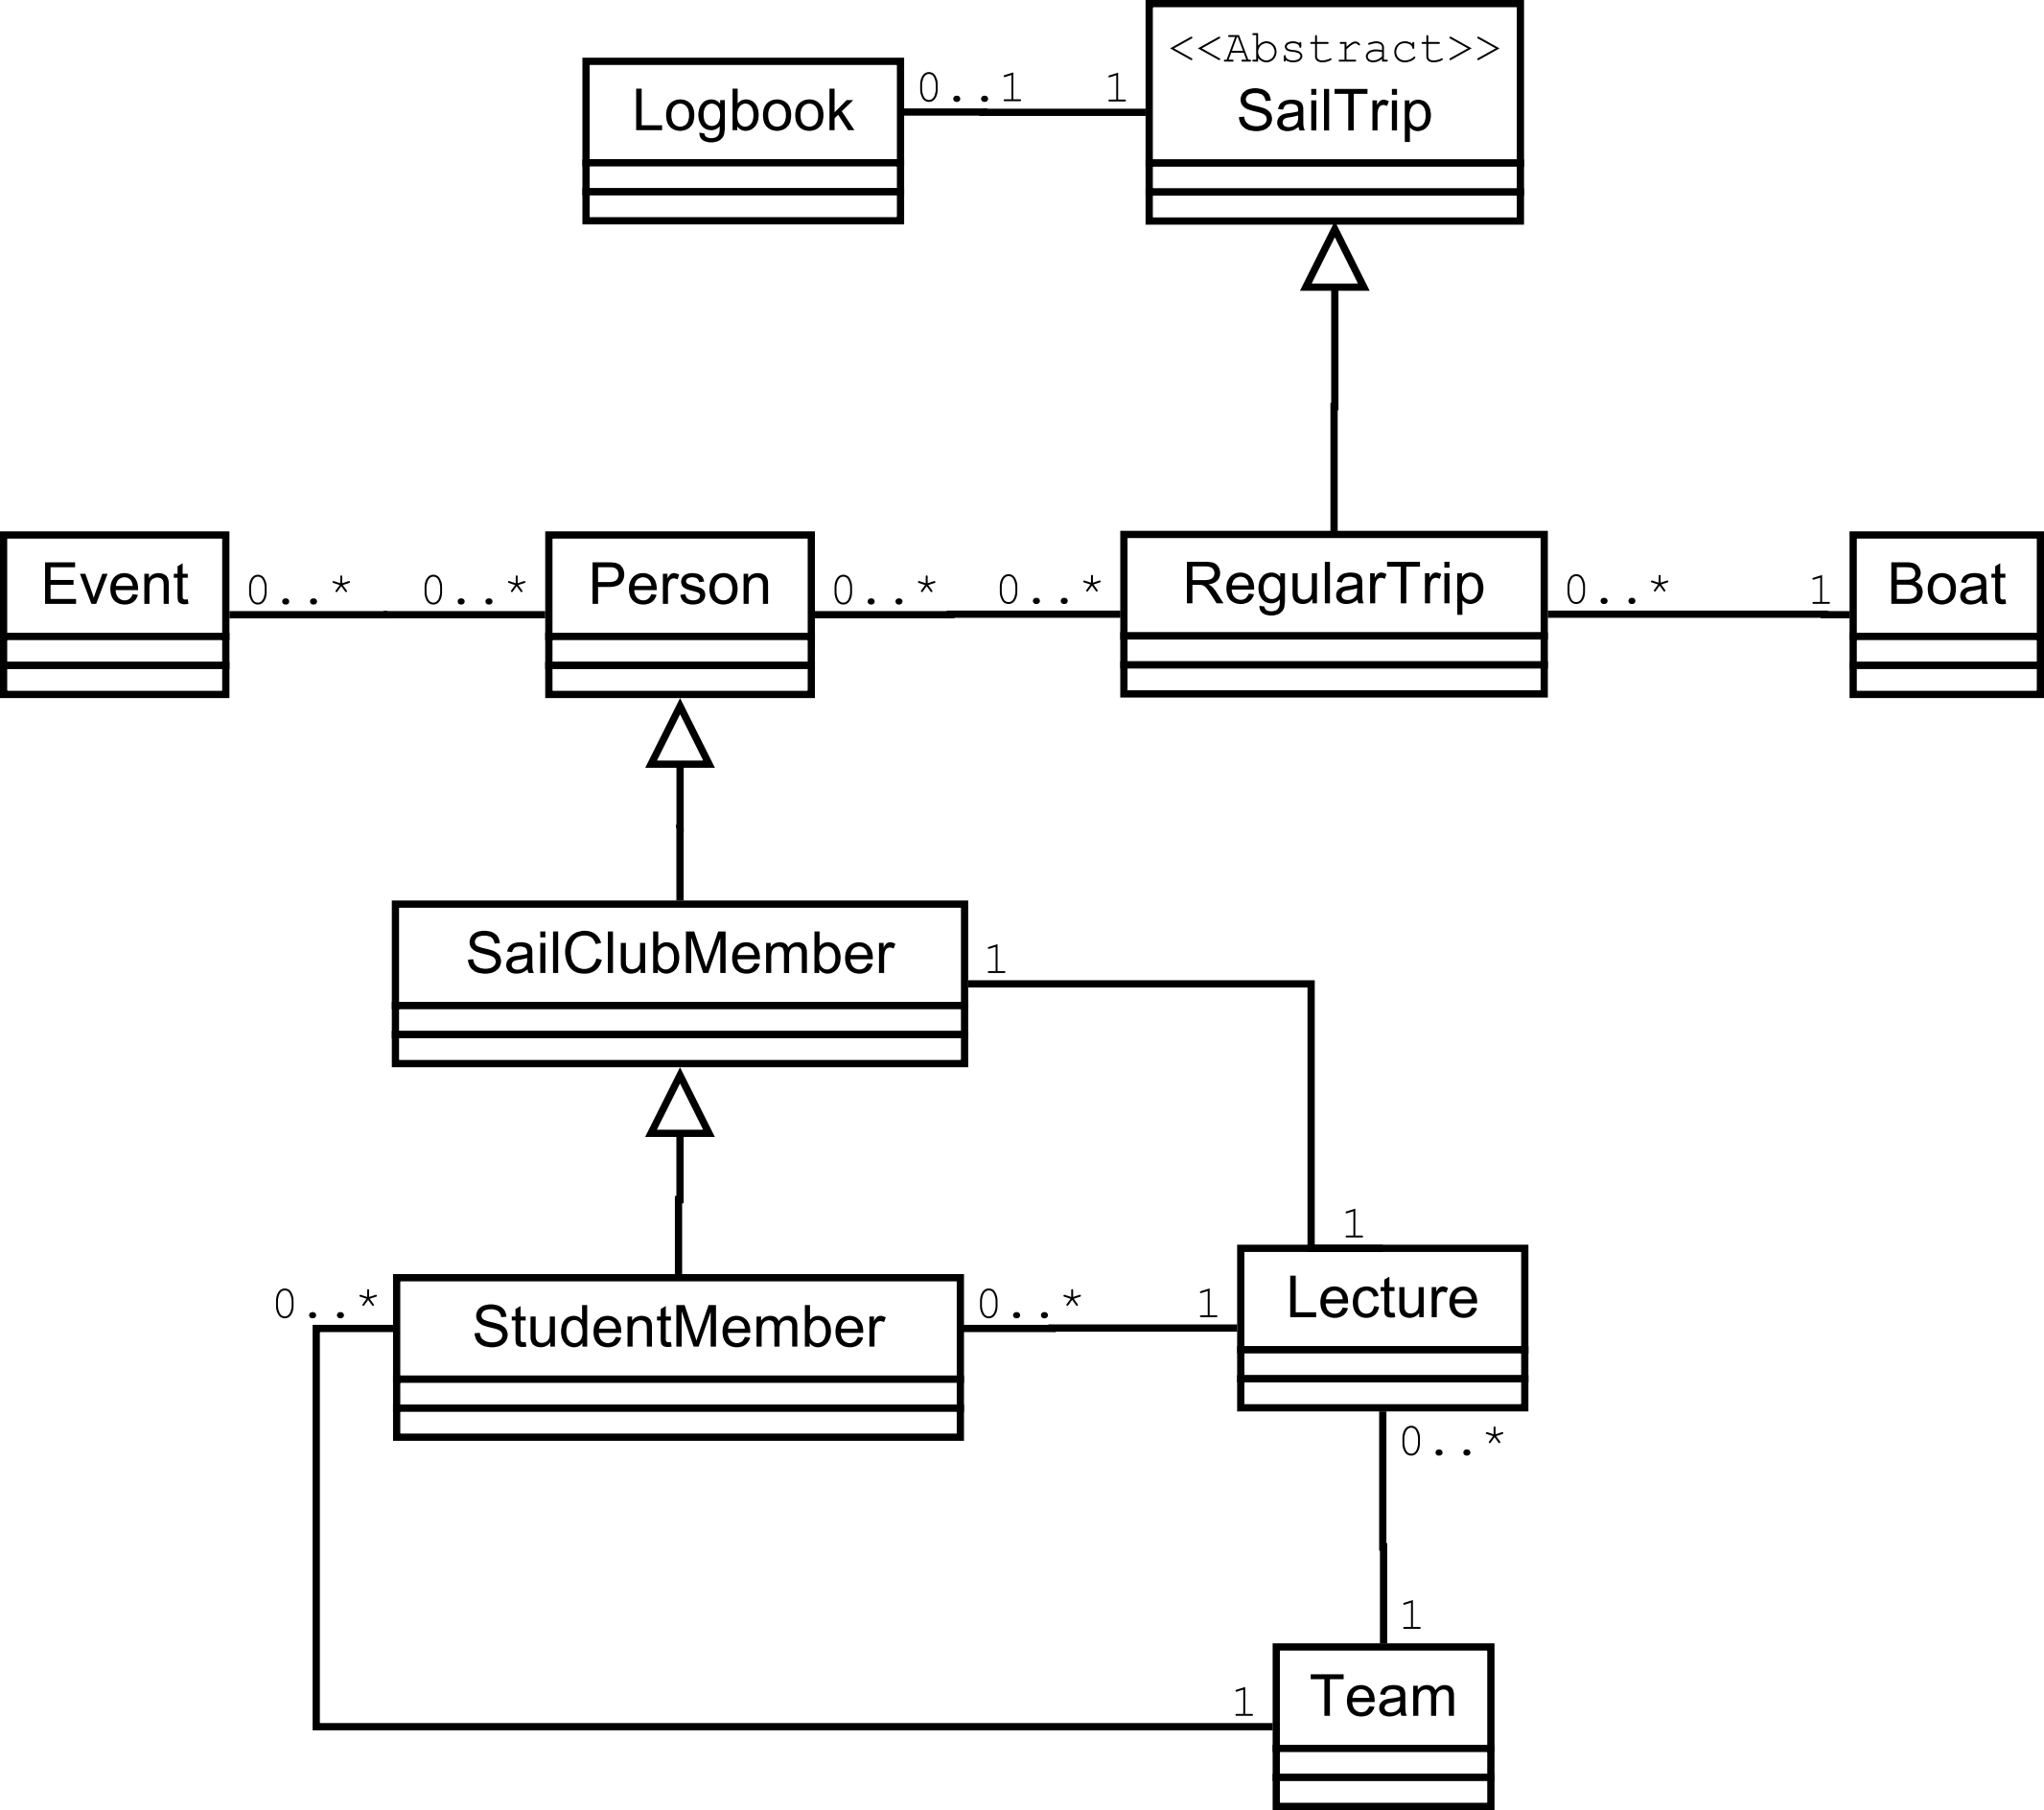 <<Abstract>>
SailTrip
Logbook
0..1
1
Event
0..*
0..*
Person
0..*
0..*
RegularTrip
0..*
1
Boat
SailClubMember
1
1
0..*
StudentMember
0..*
1
Lecture
0..*
1
1
Team